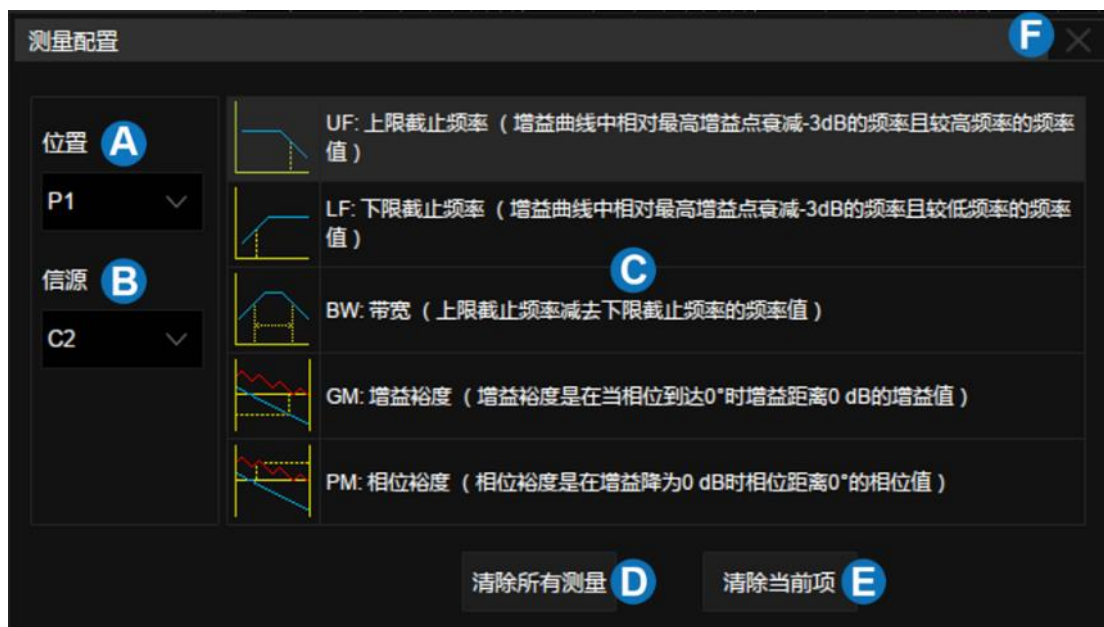 测量配置
F
位置 A
P1
信源 B
C2
UF: 上限截止频率（增益曲线中相对最高增益点衰减-3dB的频率且较高频率的频率
值）
LF: 下限截止频率（增益曲线中相对最高增益点衰减-3dB的频率且较低频率的频率
值）
C
BW: 带宽（上限截止频率减去下限截止频率的频率值）
GM: 增益裕度（增益裕度是在当相位到达0°时增益距离0 dB的增益值）
PM: 相位裕度（相位裕度是在增益降为0 dB时相位距离0°的相位值）
清除所有测量 D
清除当前项 E